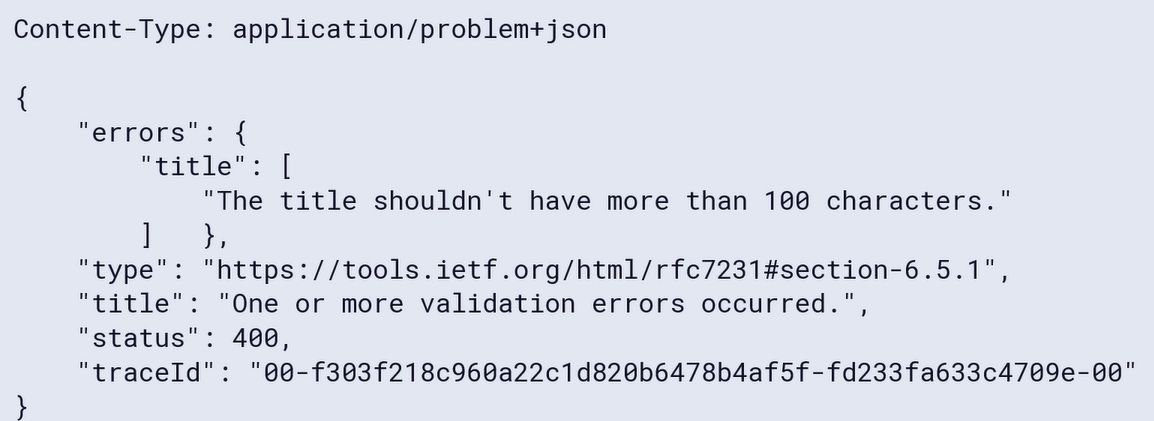 Content-Type: application/problem+json
{
"errors": {
"title": [
"The title shouldn't have more than 100 characters."
]   },
"type": "https://tools.ietf.org/html/rfc7231#section-6.5.1",
"title": "One or more validation errors occurred.",
"status": 400,
"traceId": "00-f303f218c960a22c1d820b6478b4af5f-fd233fa633c4709e-00"
}